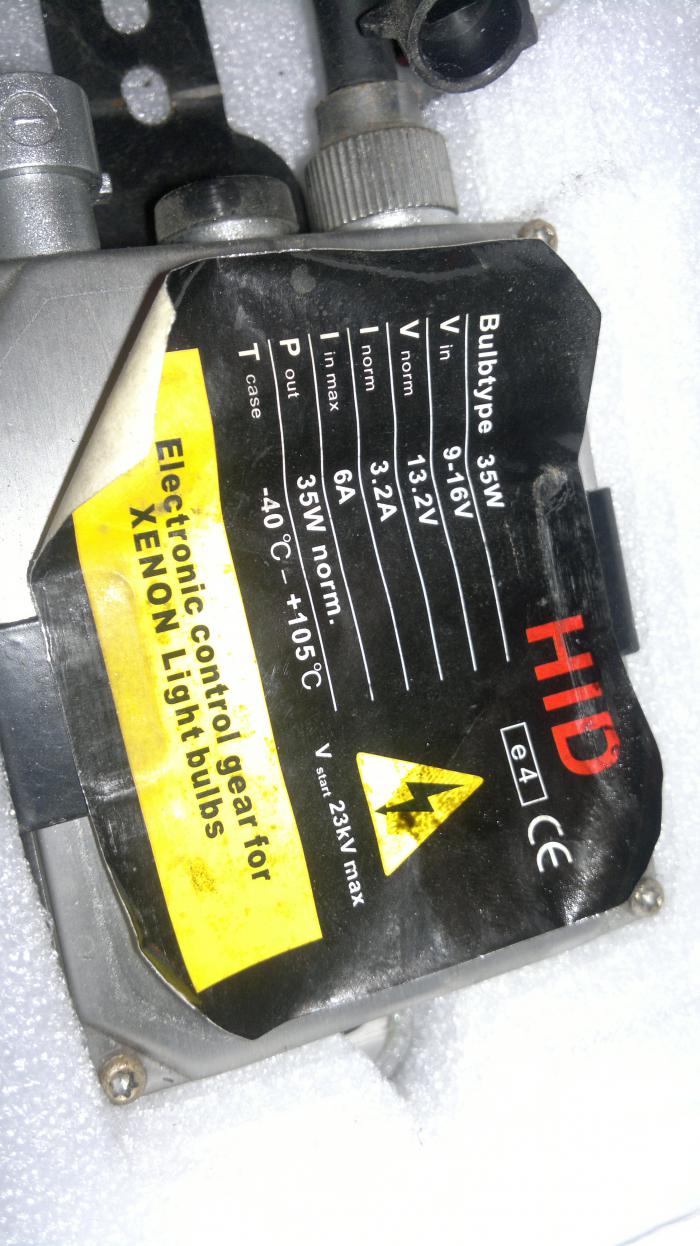 HID
Bulbtype 35W
V in 9-16V
V norm 13.2V
I norm 3.2A
I in max 6A
P out 35W norm.
T case -40℃ – +105℃
e4 CE
V start 23kV max
Electronic control gear for
XENON Light bulbs